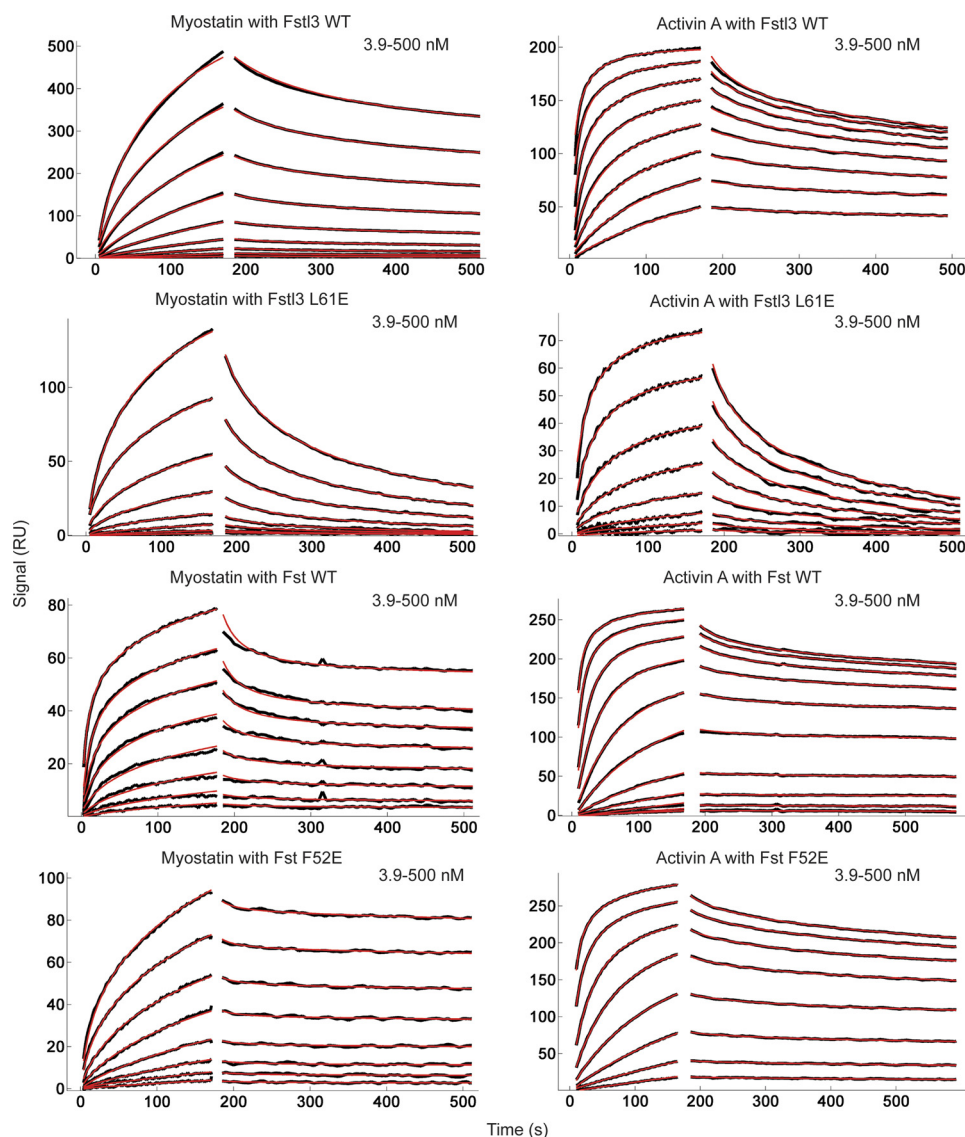 Myostatin with Fstl3 WT
3.9-500 nM
500
400
300
200
100
0
0 100 200 300 400 500
Activin A with Fstl3 WT
3.9-500 nM
200
150
100
50
0 100 200 300 400 500
Myostatin with Fstl3 L61E
3.9-500 nM
100
50
0
0 100 200 300 400 500
Activin A with Fstl3 L61E
3.9-500 nM
70
60
50
40
30
20
10
0
0 100 200 300 400 500
Signal (RU)
Myostatin with Fst WT
3.9-500 nM
80
60
40
20
0 100 200 300 400 500
Activin A with Fst WT
3.9-500 nM
250
200
150
100
50
0
0 100 200 300 400 500
Myostatin with Fst F52E
3.9-500 nM
100
80
60
40
20
0
0 100 200 300 400 500
Activin A with Fst F52E
3.9-500 nM
250
200
150
100
50
0 100 200 300 400 500
Time (s)